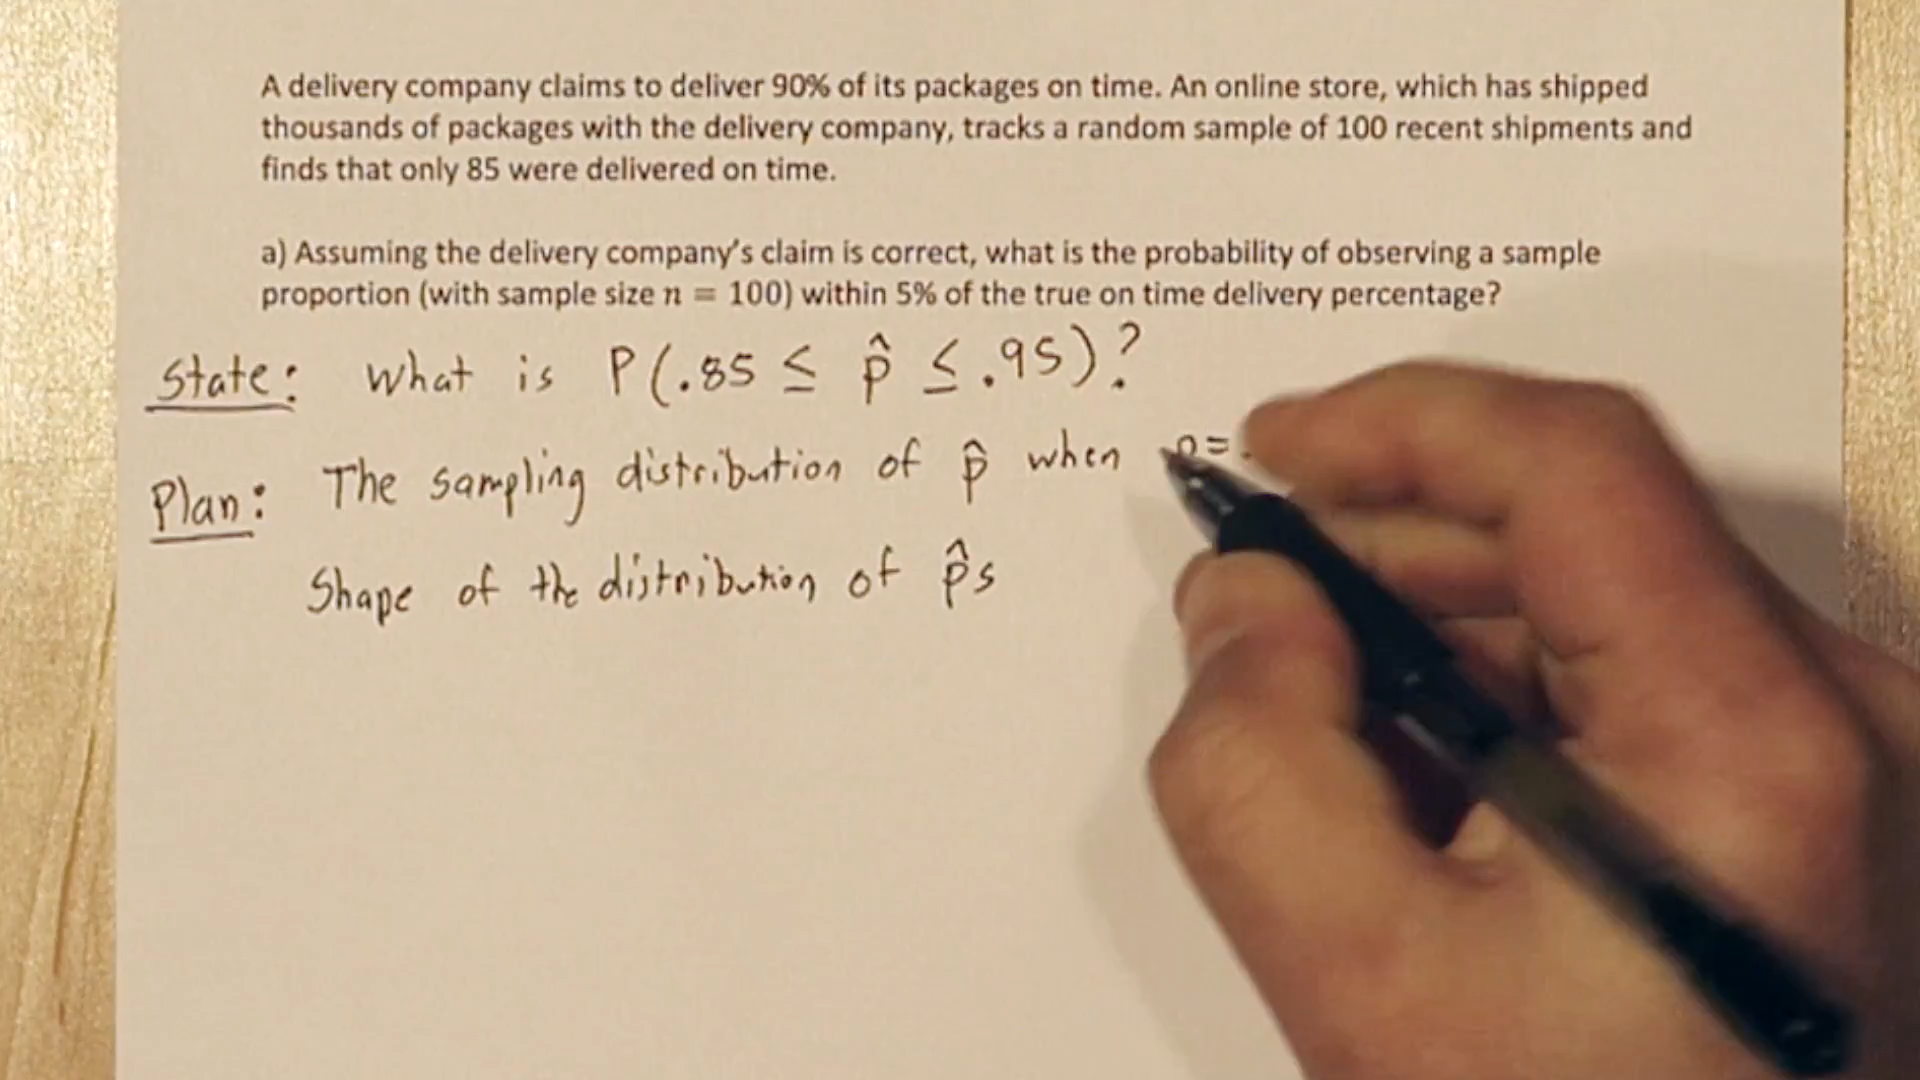 A delivery company claims to deliver 90% of its packages on time. An online store, which has shipped
thousands of packages with the delivery company, tracks a random sample of 100 recent shipments and
finds that only 85 were delivered on time.
a) Assuming the delivery company's claim is correct, what is the probability of observing a sample
proportion (with sample size n = 100) within 5% of the true on time delivery percentage?
State: What is P(.85 ≤ p̂ ≤ .95)?
Plan: The sampling distribution of p̂ when
Shape of the distribution of p̂s